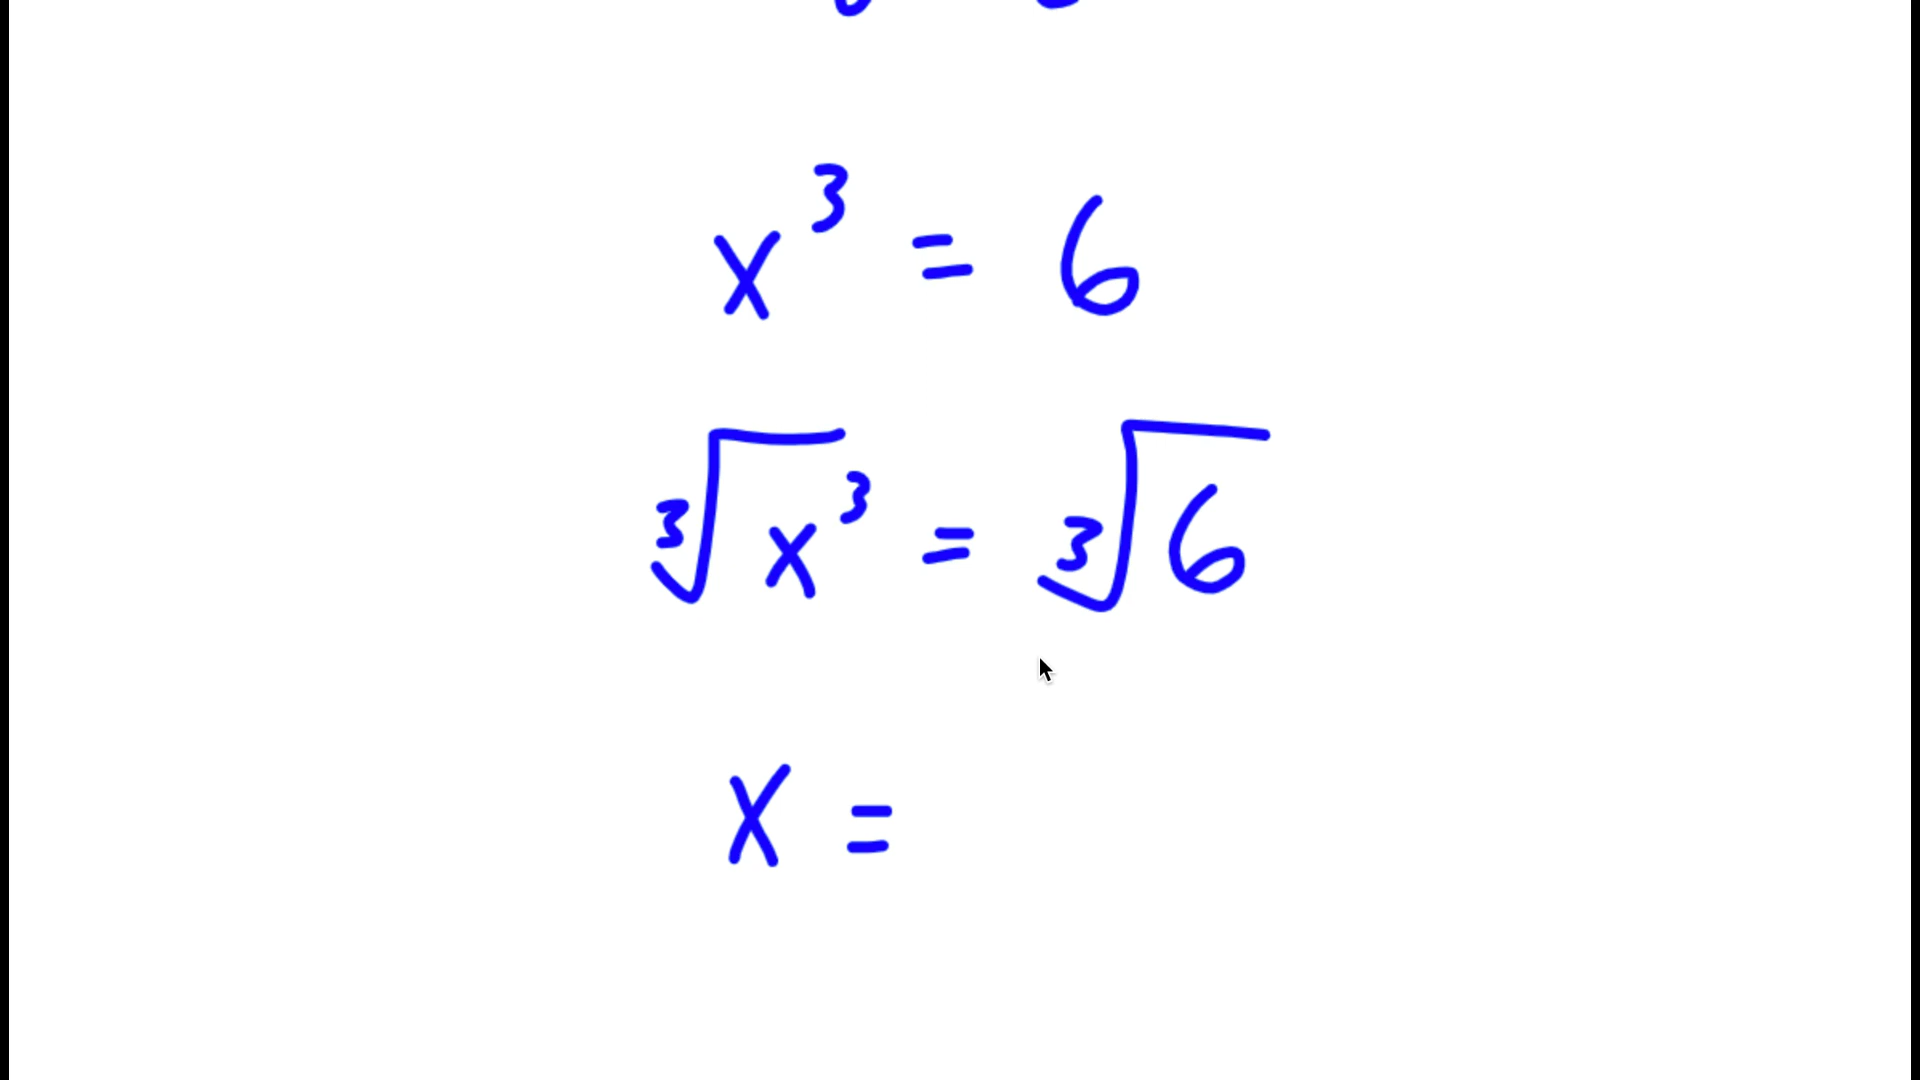 x³ = 6
∛x³ = ∛6
x =